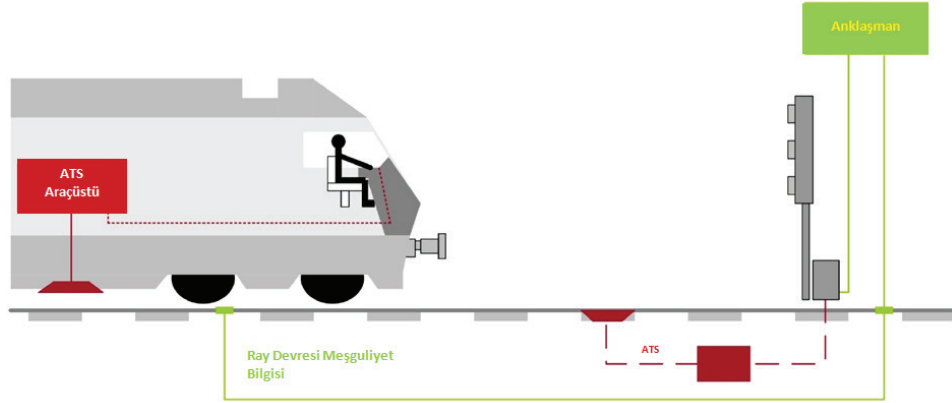 Anklaşman
ATS
Araçüstü
Ray Devresi Meşguliyet
Bilgisi
ATS